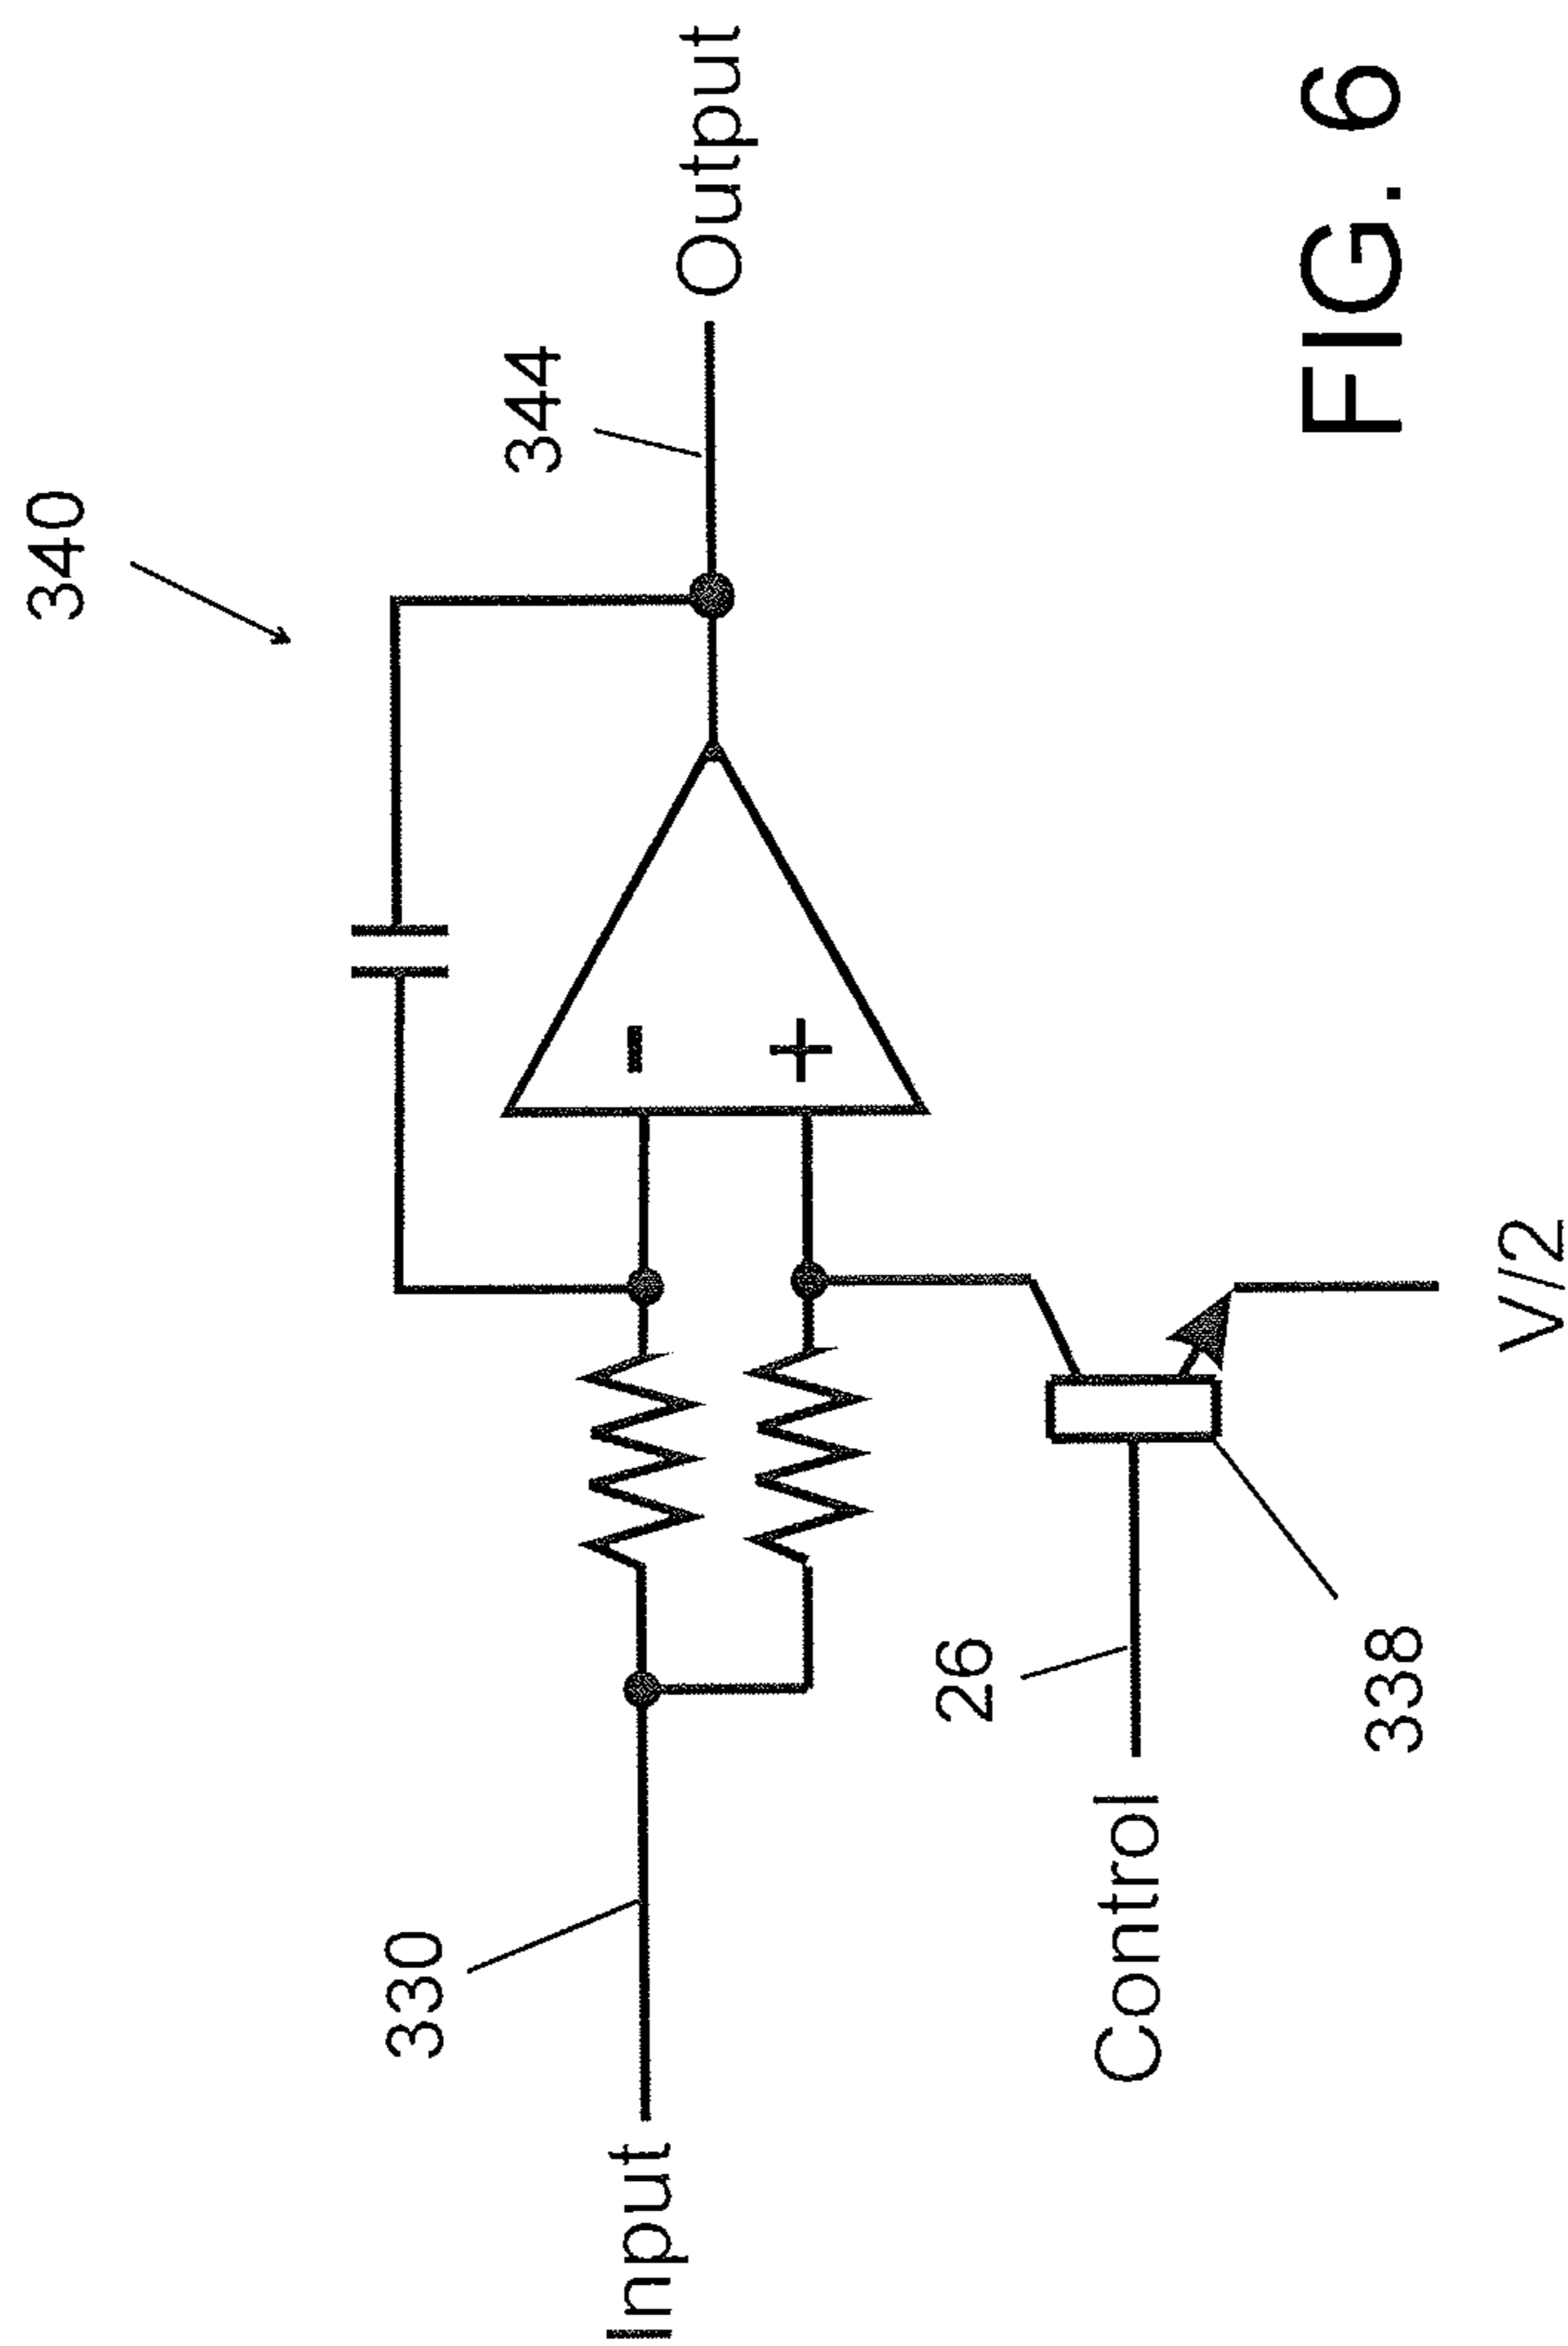 340
344
330
Input
-
+
Output
26
Control
338
V//2
FIG. 6